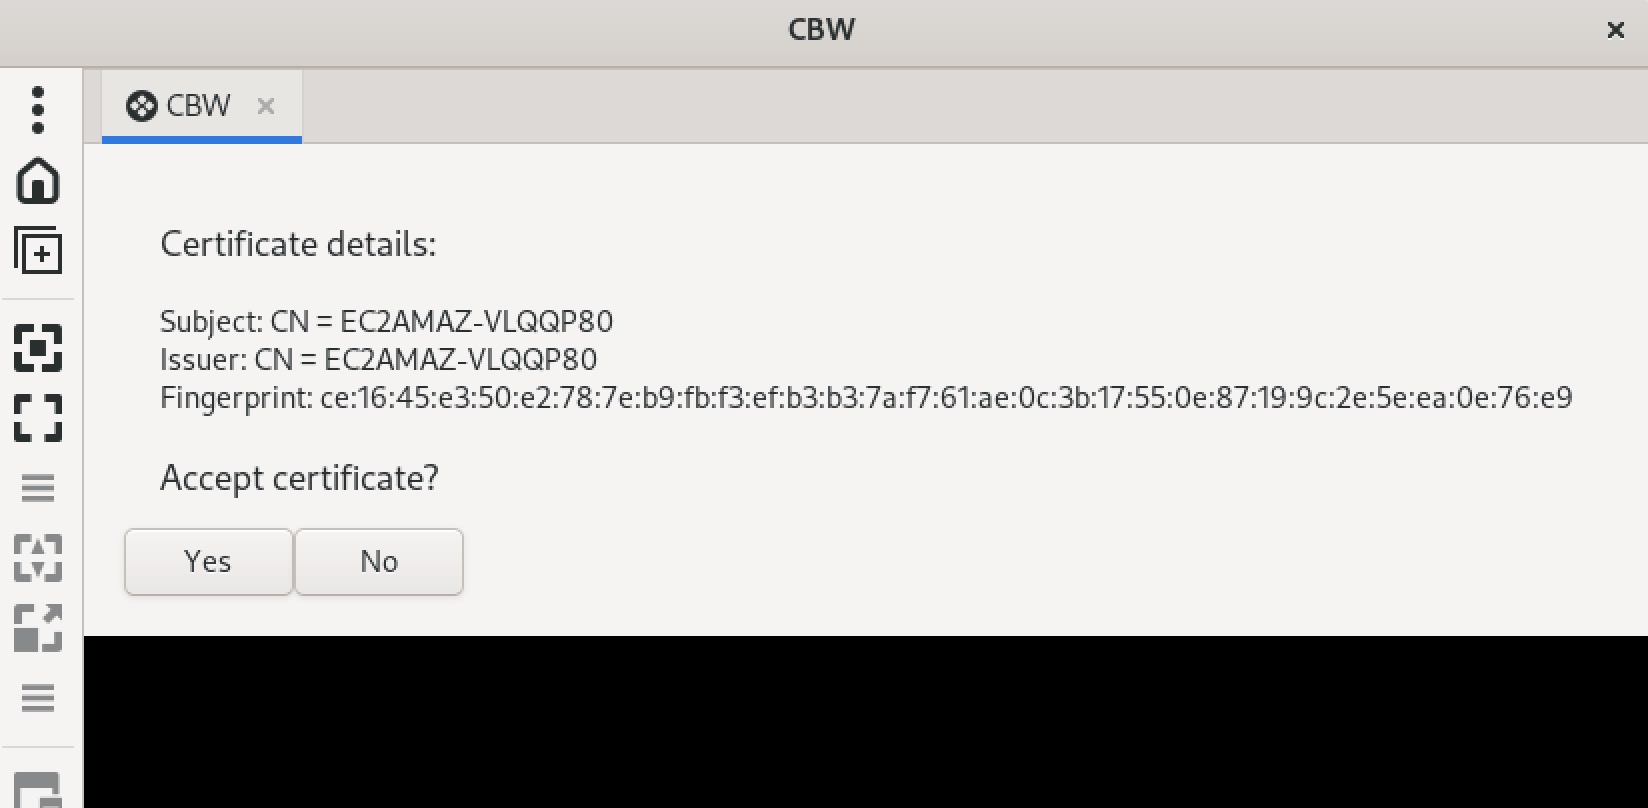 CBW
CBW
Certificate details:
Subject: CN = EC2AMAZ-VLQQP80
Issuer: CN = EC2AMAZ-VLQQP80
Fingerprint: ce:16:45:e3:50:e2:78:7e:b9:fb:f3:ef:b3:b3:7a:f7:61:ae:0c:3b:17:55:0e:87:19:9c:2e:5e:ea:0e:76:e9
Accept certificate?
Yes No